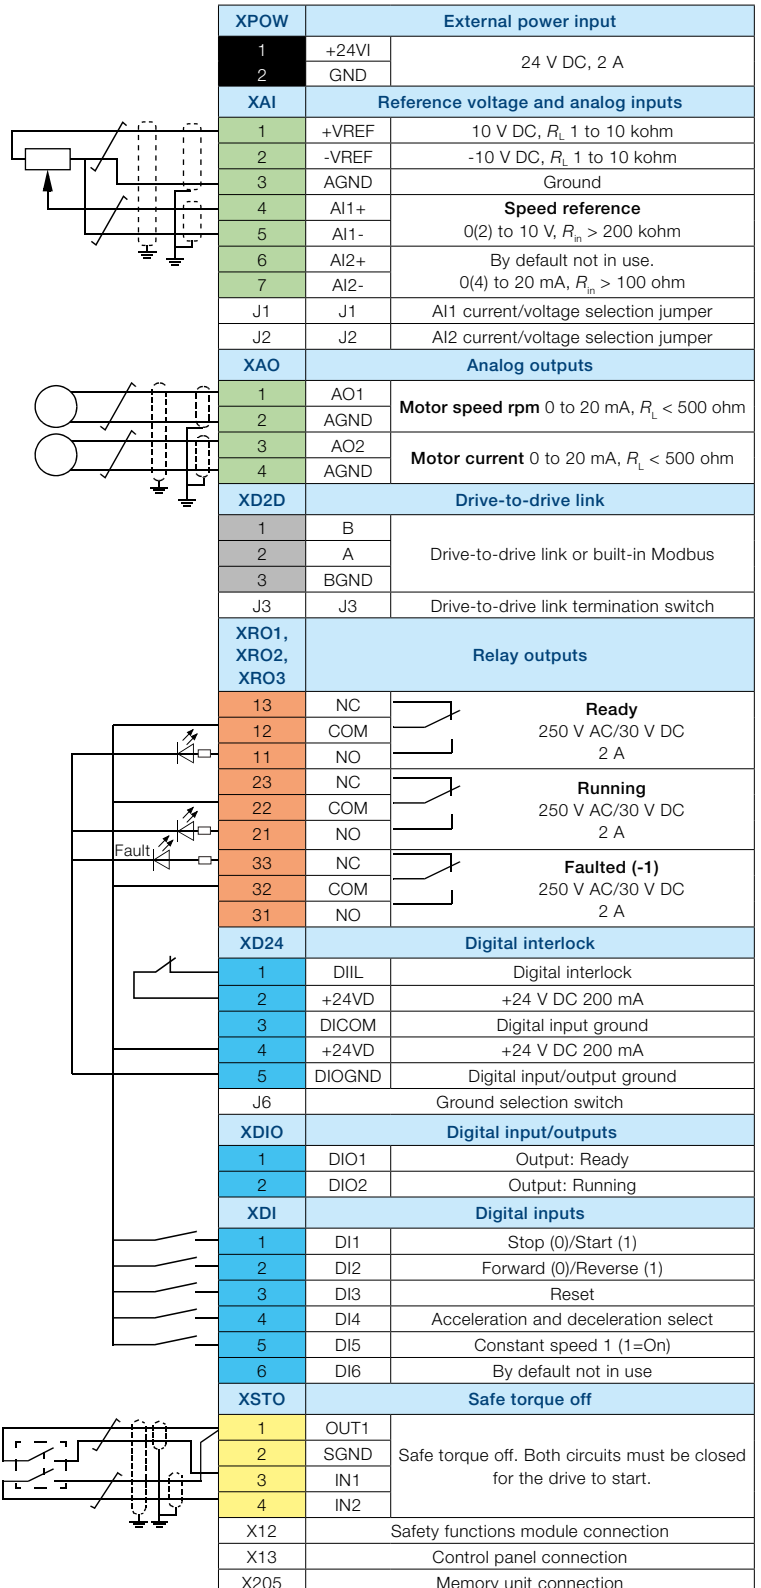 XPOW External power input
1 +24VI 24 V DC, 2 A
2 GND
XAI Reference voltage and analog inputs
1 +VREF 10 V DC, RL 1 to 10 kohm
2 -VREF -10 V DC, RL 1 to 10 kohm
3 AGND Ground
4 AI1+ Speed reference
5 AI1- 0(2) to 10 V, Rin > 200 kohm
6 AI2+ By default not in use.
7 AI2- 0(4) to 20 mA, Rin > 100 ohm
J1 J1 AI1 current/voltage selection jumper
J2 J2 AI2 current/voltage selection jumper
XAO Analog outputs
1 AO1 Motor speed rpm 0 to 20 mA, RL < 500 ohm
2 AGND
3 AO2 Motor current 0 to 20 mA, RL < 500 ohm
4 AGND
XD2D Drive-to-drive link
1 B
2 A Drive-to-drive link or built-in Modbus
3 BGND
J3 J3 Drive-to-drive link termination switch
XRO1,
XRO2, Relay outputs
XRO3
13 NC Ready
12 COM 250 V AC/30 V DC
11 NO 2 A
23 NC Running
22 COM 250 V AC/30 V DC
21 NO 2 A
Fault
33 NC Faulted (-1)
32 COM 250 V AC/30 V DC
31 NO 2 A
XD24 Digital interlock
1 DIIL Digital interlock
2 +24VD +24 V DC 200 mA
3 DICOM Digital input ground
4 +24VD +24 V DC 200 mA
5 DIOGND Digital input/output ground
J6 Ground selection switch
XDIO Digital input/outputs
1 DIO1 Output: Ready
2 DIO2 Output: Running
XDI Digital inputs
1 DI1 Stop (0)/Start (1)
2 DI2 Forward (0)/Reverse (1)
3 DI3 Reset
4 DI4 Acceleration and deceleration select
5 DI5 Constant speed 1 (1=On)
6 DI6 By default not in use
XSTO Safe torque off
1 OUT1
2 SGND Safe torque off. Both circuits must be closed
3 IN1 for the drive to start.
4 IN2
X12 Safety functions module connection
X13 Control panel connection
X205 Memory unit connection